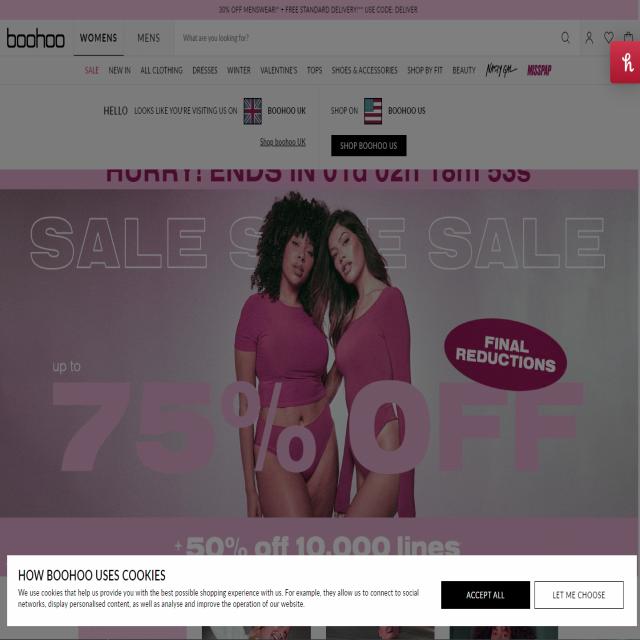 30% OFF MENSWEAR!* + FREE STANDARD DELIVERY!** USE CODE: DELIVER
boohoo WOMENS MENS What are you looking for?
SALE NEW IN ALL CLOTHING DRESSES WINTER VALENTINE'S TOPS SHOES & ACCESSORIES SHOP BY FIT BEAUTY NASTY GAL MISSPAP
HELLO LOOKS LIKE YOU'RE VISITING US ON BOOHOO UK SHOP ON BOOHOO US
Shop boohoo UK SHOP BOOHOO US
HURRY! ENDS IN 01d 02h 18m 53s
SALE SALE SALE
FINAL
REDUCTIONS
up to
75% OFF
+50% off 10,000 lines
HOW BOOHOO USES COOKIES
We use cookies that help us provide you with the best possible shopping experience with us. For example, they allow us to connect to social
networks, display personalised content, as well as analyse and improve the operation of our website.
ACCEPT ALL LET ME CHOOSE